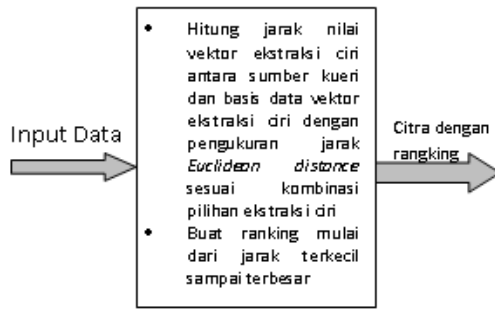 Input Data
• Hitung jarak nilai
vektor ekstraksi ciri
antara sumber kueri
dan basis data vektor
ekstraksi ciri dengan
pengukuran jarak
Euclidean distance
sesuai kombinasi
pilihan ekstraksi ciri
• Buat ranking mulai
dari jarak terkecil
sampai terbesar
Citra dengan
rangking